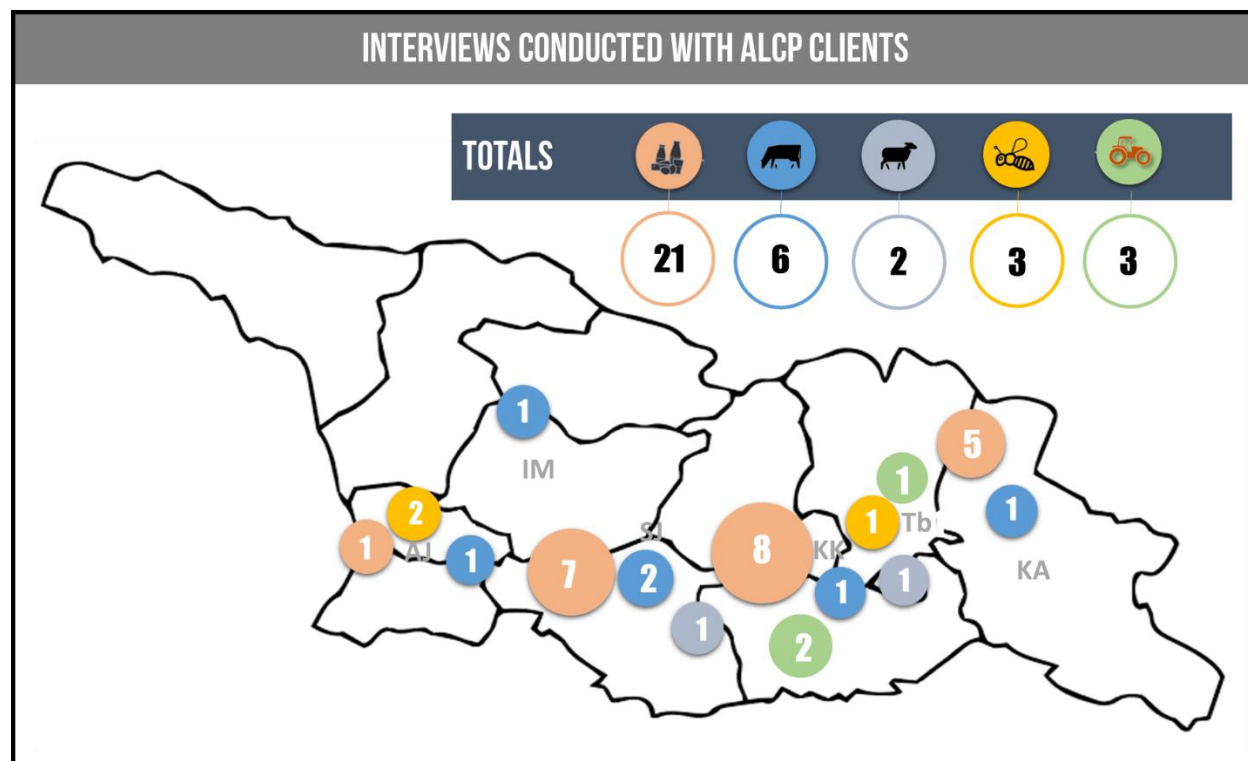 INTERVIEWS CONDUCTED WITH ALCP CLIENTS
TOTALS
21 6 2 3 3
1
IM
5
1
2
1
Tb
1
1
AJ
1
SJ
7
2
8
KK
1
1
KA
1
2